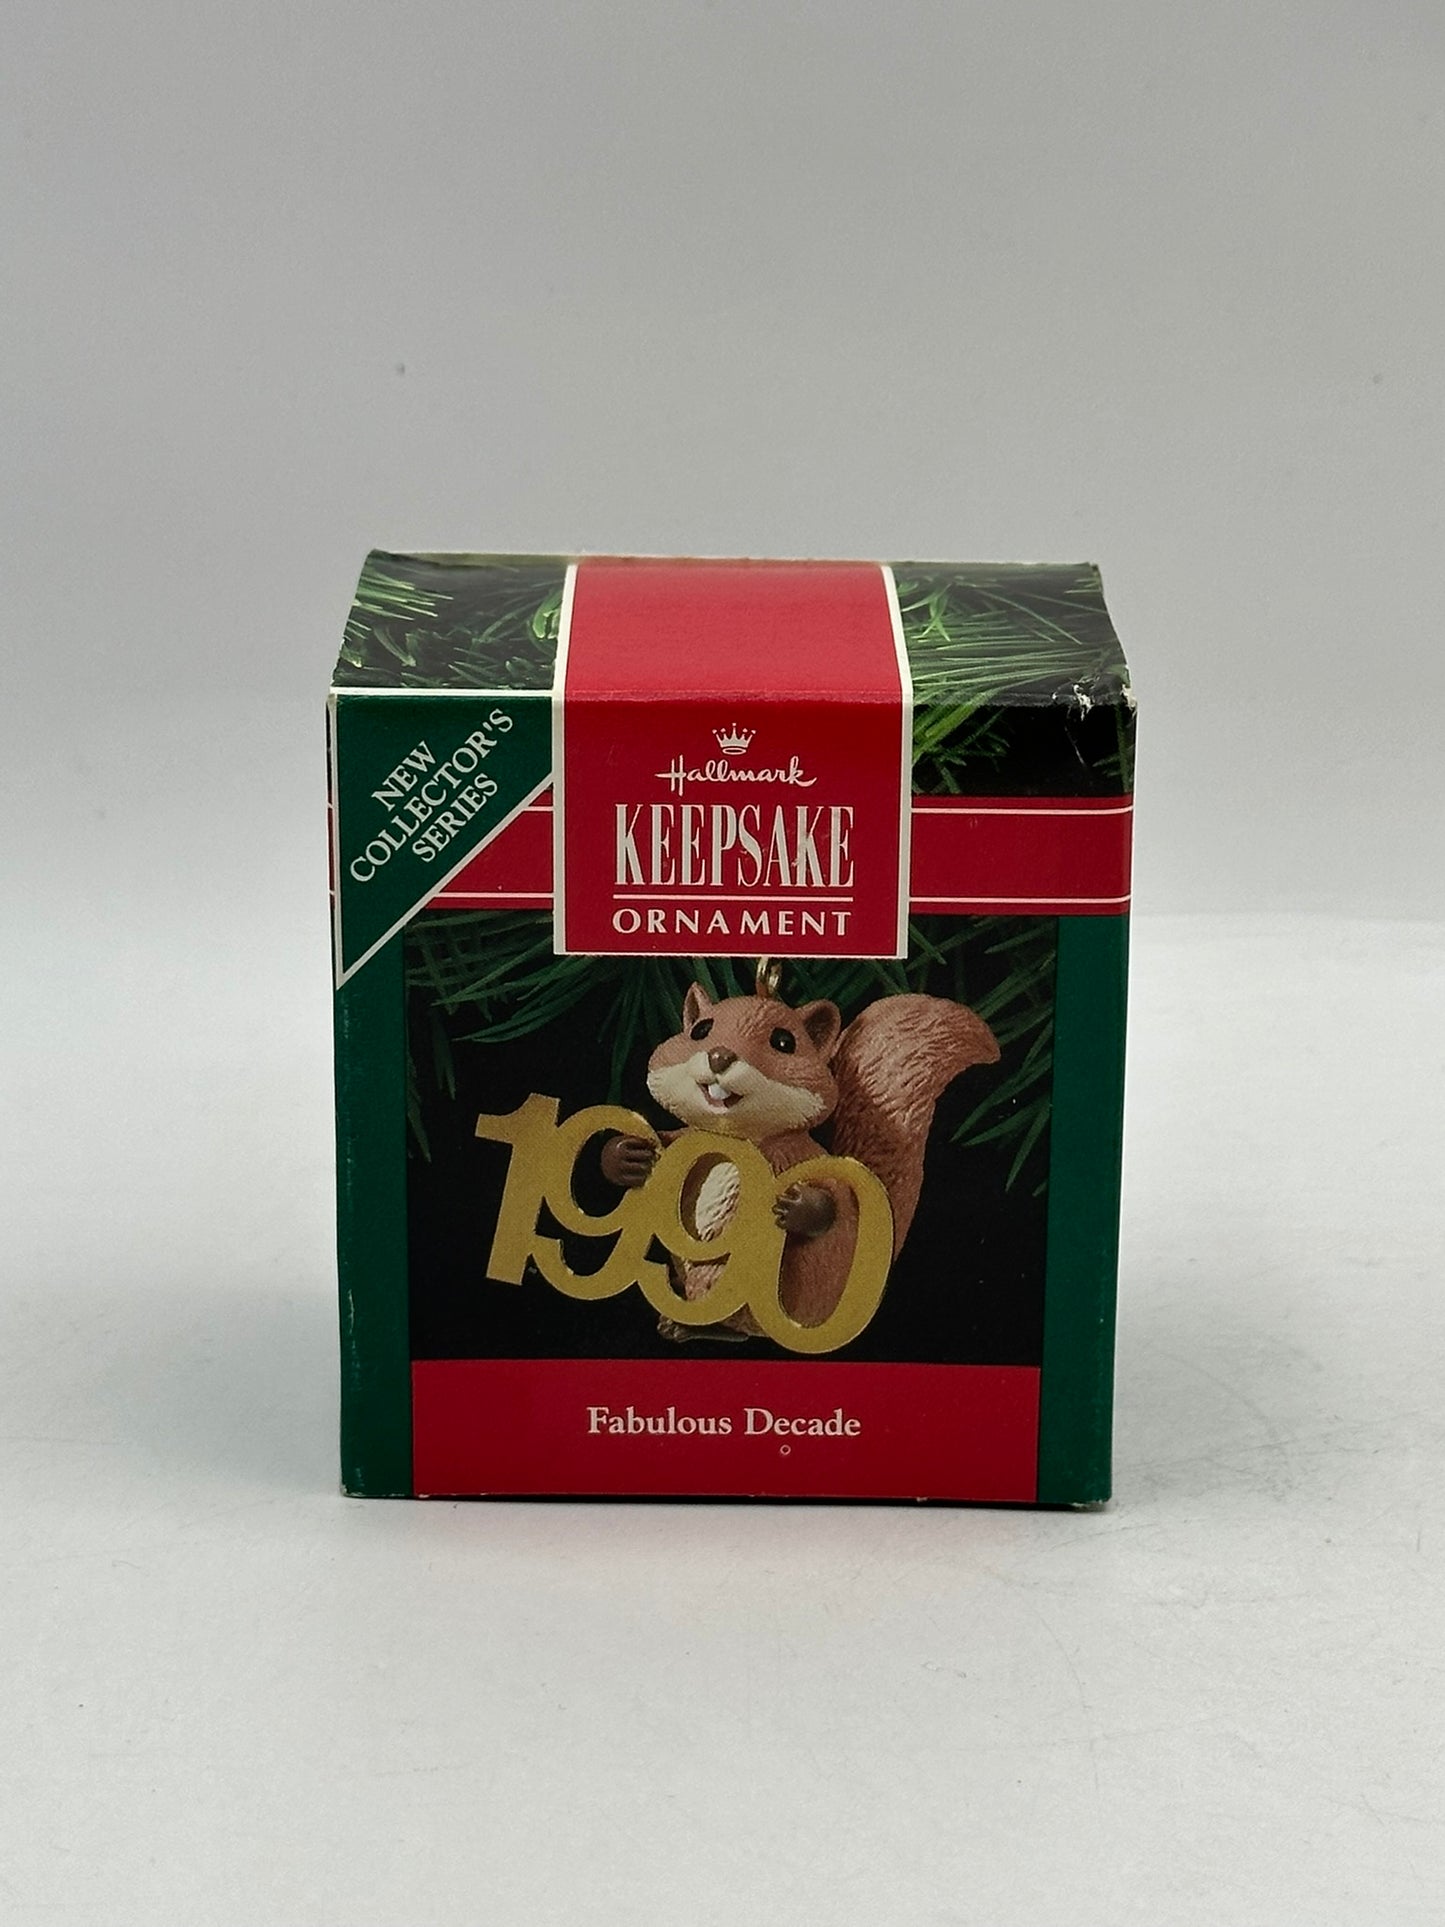 NEW
COLLECTOR'S
SERIES
Hallmark
KEEPSAKE
ORNAMENT
1990
Fabulous Decade